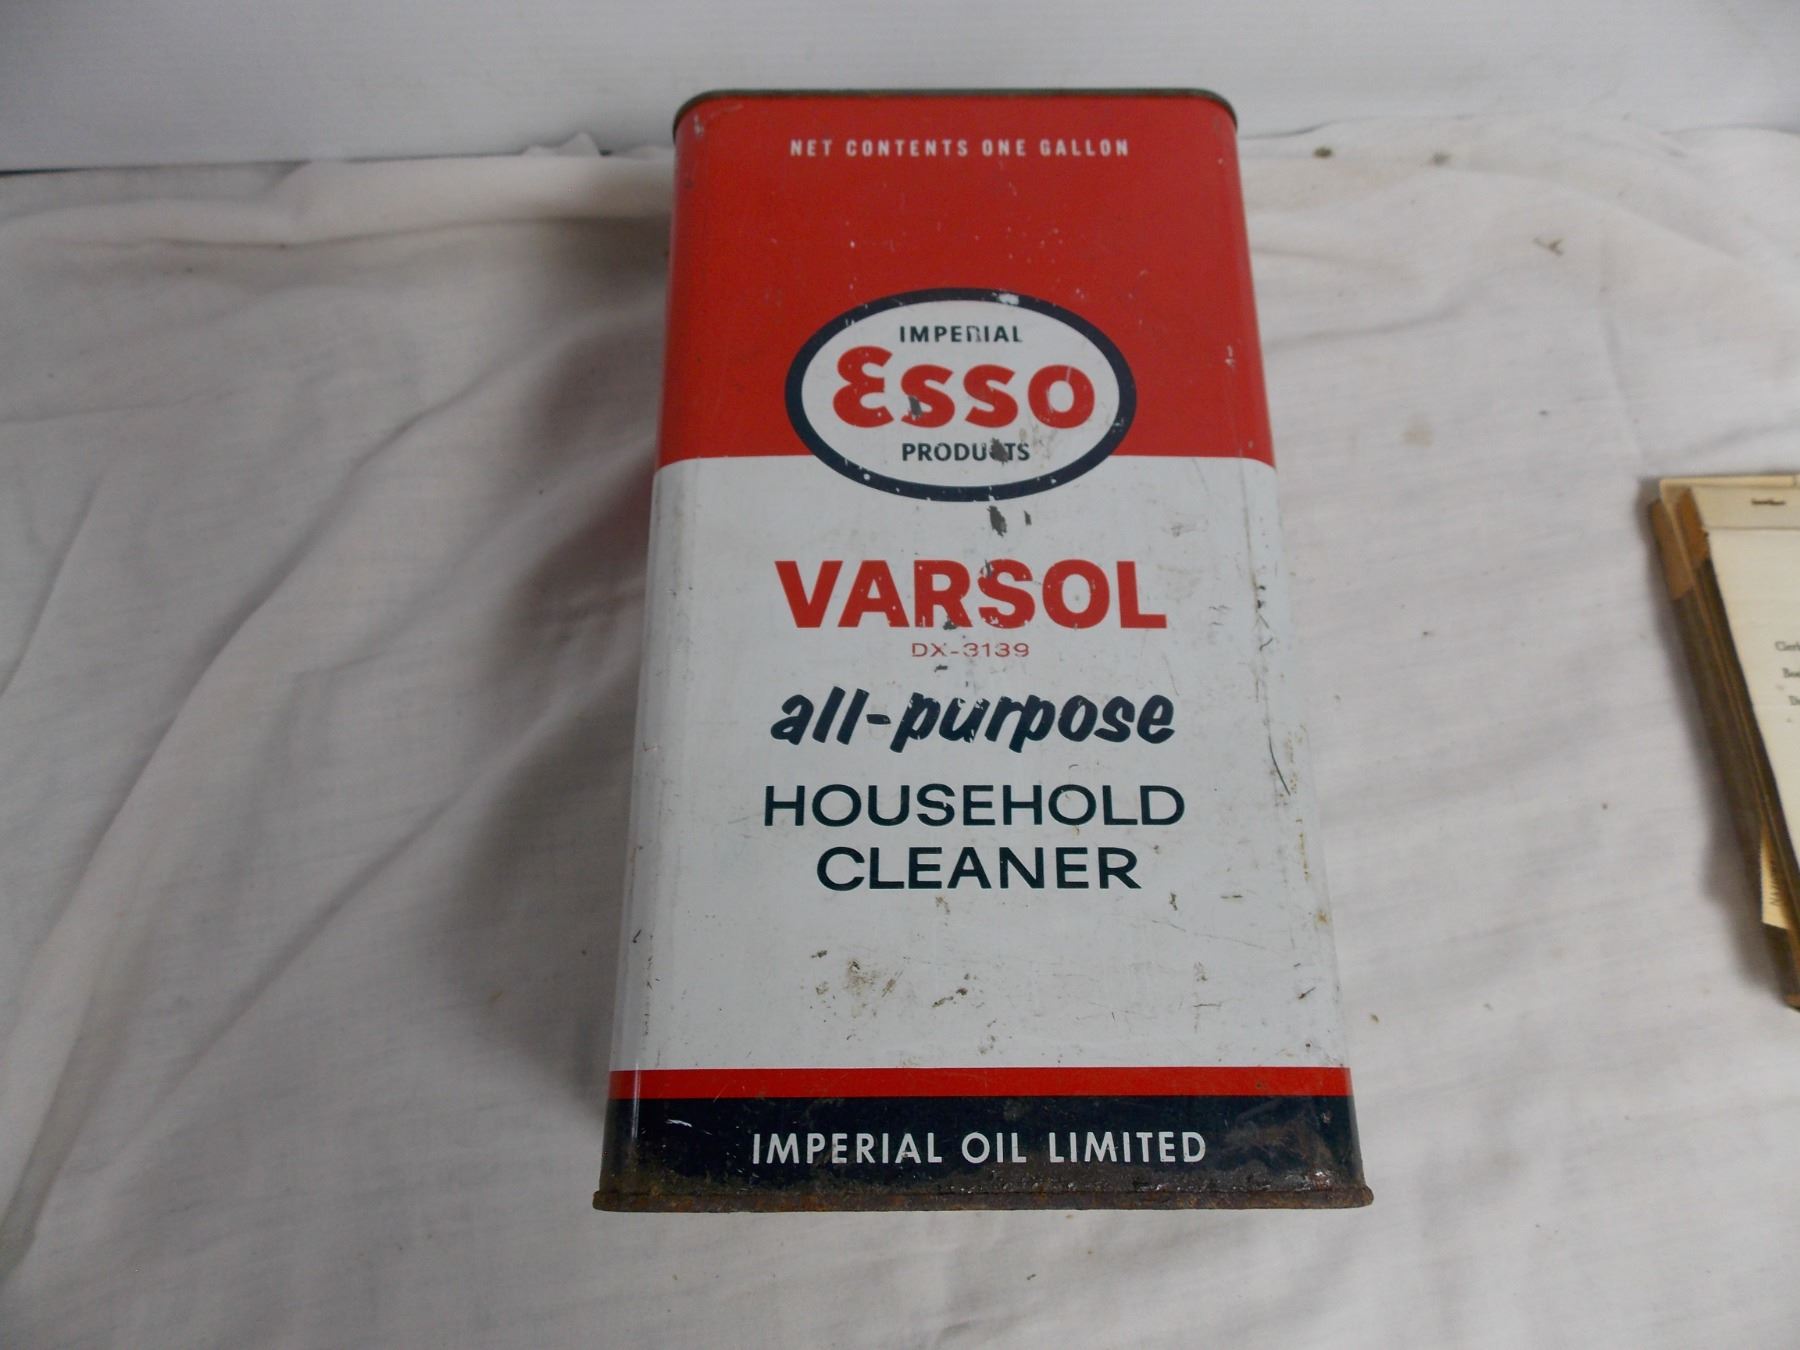 NET CONTENTS ONE GALLON
IMPERIAL
Esso
PRODUCTS
VARSOL
DX-3139
all-purpose
HOUSEHOLD
CLEANER
IMPERIAL OIL LIMITED